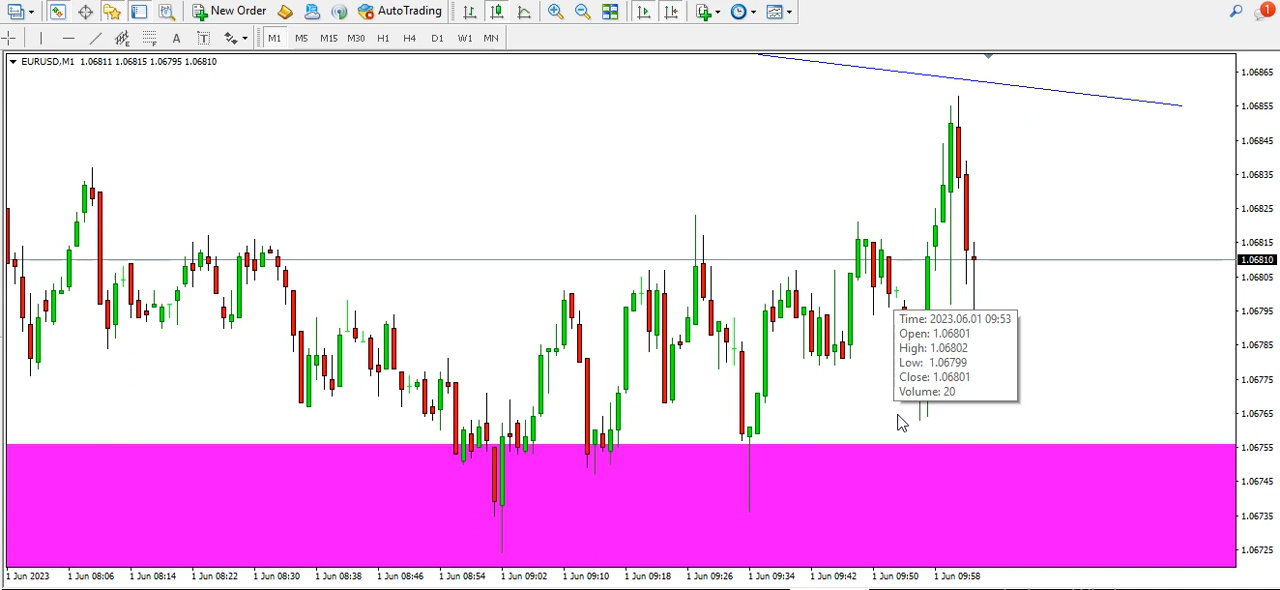 New Order
AutoTrading
1
A
T
M1 M5 M15 M30 H1 H4 D1 W1 MN
EURUSD,M1 1.06811 1.06815 1.06795 1.06810
1.06865
1.06855
1.06845
1.06835
1.06825
1.06815
1.06810
1.06805
1.06795
1.06785
1.06775
1.06765
1.06755
1.06745
1.06735
1.06725
Time: 2023.06.01 09:53
Open: 1.06801
High: 1.06802
Low: 1.06799
Close: 1.06801
Volume: 20
1 Jun 2023 1 Jun 08:06 1 Jun 08:14 1 Jun 08:22 1 Jun 08:30 1 Jun 08:38 1 Jun 08:46 1 Jun 08:54 1 Jun 09:02 1 Jun 09:10 1 Jun 09:18 1 Jun 09:26 1 Jun 09:34 1 Jun 09:42 1 Jun 09:50 1 Jun 09:58